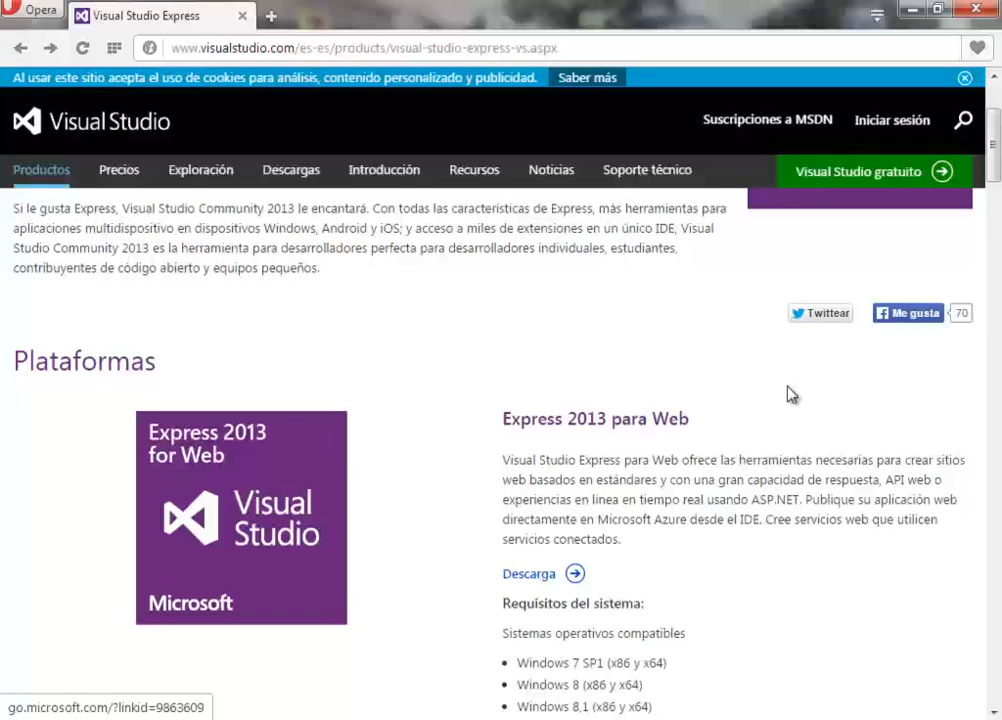 Opera
Visual Studio Express
www.visualstudio.com/es-es/products/visual-studio-express-vs.aspx
Al usar este sitio acepta el uso de cookies para análisis, contenido personalizado y publicidad. Saber más
Visual Studio
Suscripciones a MSDN Iniciar sesión
Productos Precios Exploración Descargas Introducción Recursos Noticias Soporte técnico Visual Studio gratuito
Si le gusta Express, Visual Studio Community 2013 le encantará. Con todas las características de Express, más herramientas para
aplicaciones multidispositivo en dispositivos Windows, Android y iOS; y acceso a miles de extensiones en un único IDE, Visual
Studio Community 2013 es la herramienta para desarrolladores perfecta para desarrolladores individuales, estudiantes,
contribuyentes de código abierto y equipos pequeños.
Twittear Me gusta 70
Plataformas
Express 2013
for Web
Visual
Studio
Microsoft
Express 2013 para Web
Visual Studio Express para Web ofrece las herramientas necesarias para crear sitios
web basados en estándares y con una gran capacidad de respuesta, API web o
experiencias en línea en tiempo real usando ASP.NET. Publique su aplicación web
directamente en Microsoft Azure desde el IDE. Cree servicios web que utilicen
servicios conectados.
Descarga
Requisitos del sistema:
Sistemas operativos compatibles
• Windows 7 SP1 (x86 y x64)
• Windows 8 (x86 y x64)
• Windows 8,1 (x86 y x64)
go.microsoft.com/?linkid=9863609